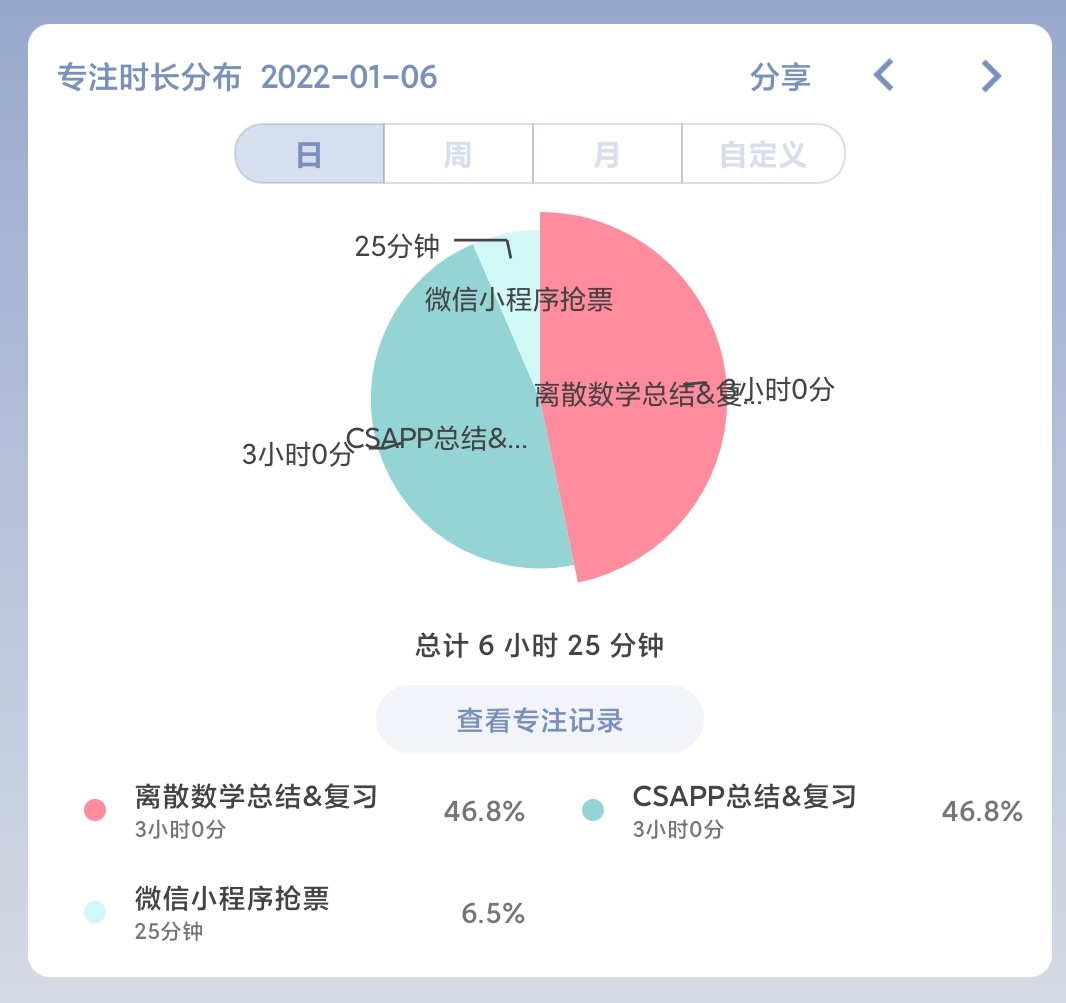 专注时长分布 2022-01-06 分享
日 周 月 自定义
25分钟
微信小程序抢票
离散数学总结&复... 3小时0分
CSAPP总结&...
3小时0分
总计 6 小时 25 分钟
查看专注记录
离散数学总结&复习 46.8%
3小时0分
CSAPP总结&复习 46.8%
3小时0分
微信小程序抢票 6.5%
25分钟